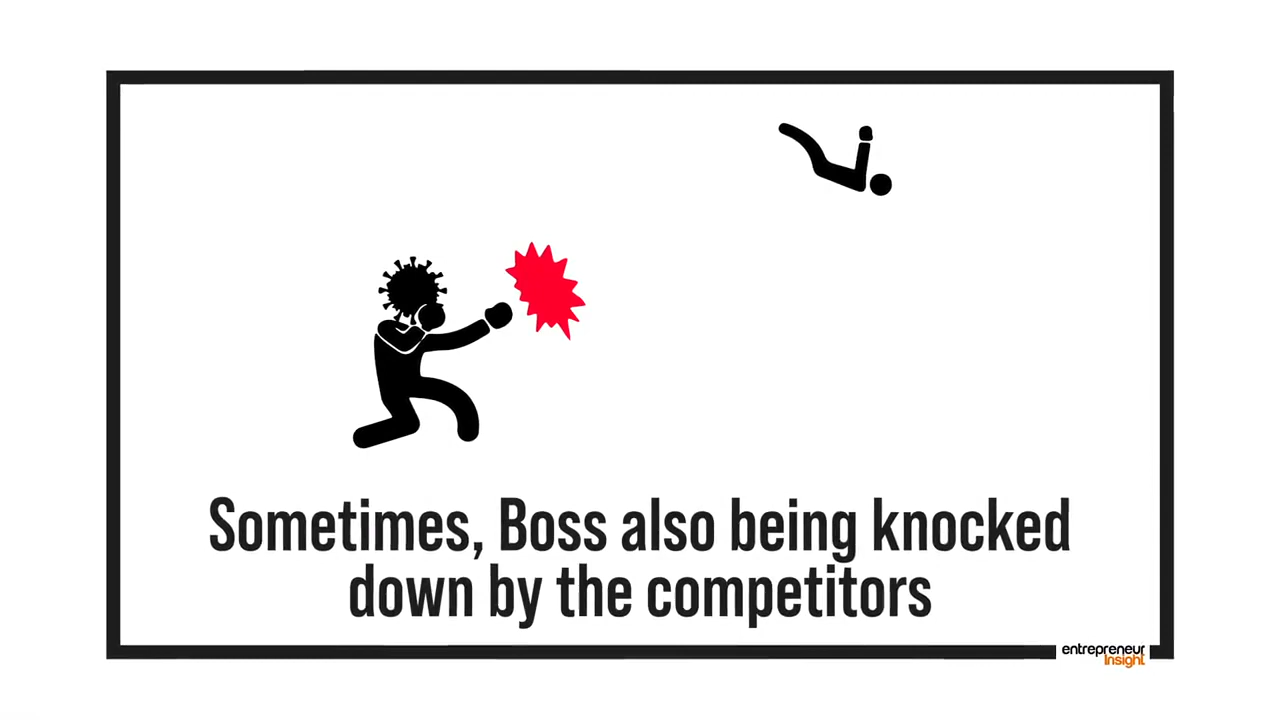 Sometimes, Boss also being knocked
down by the competitors
entrepreneur
Insight